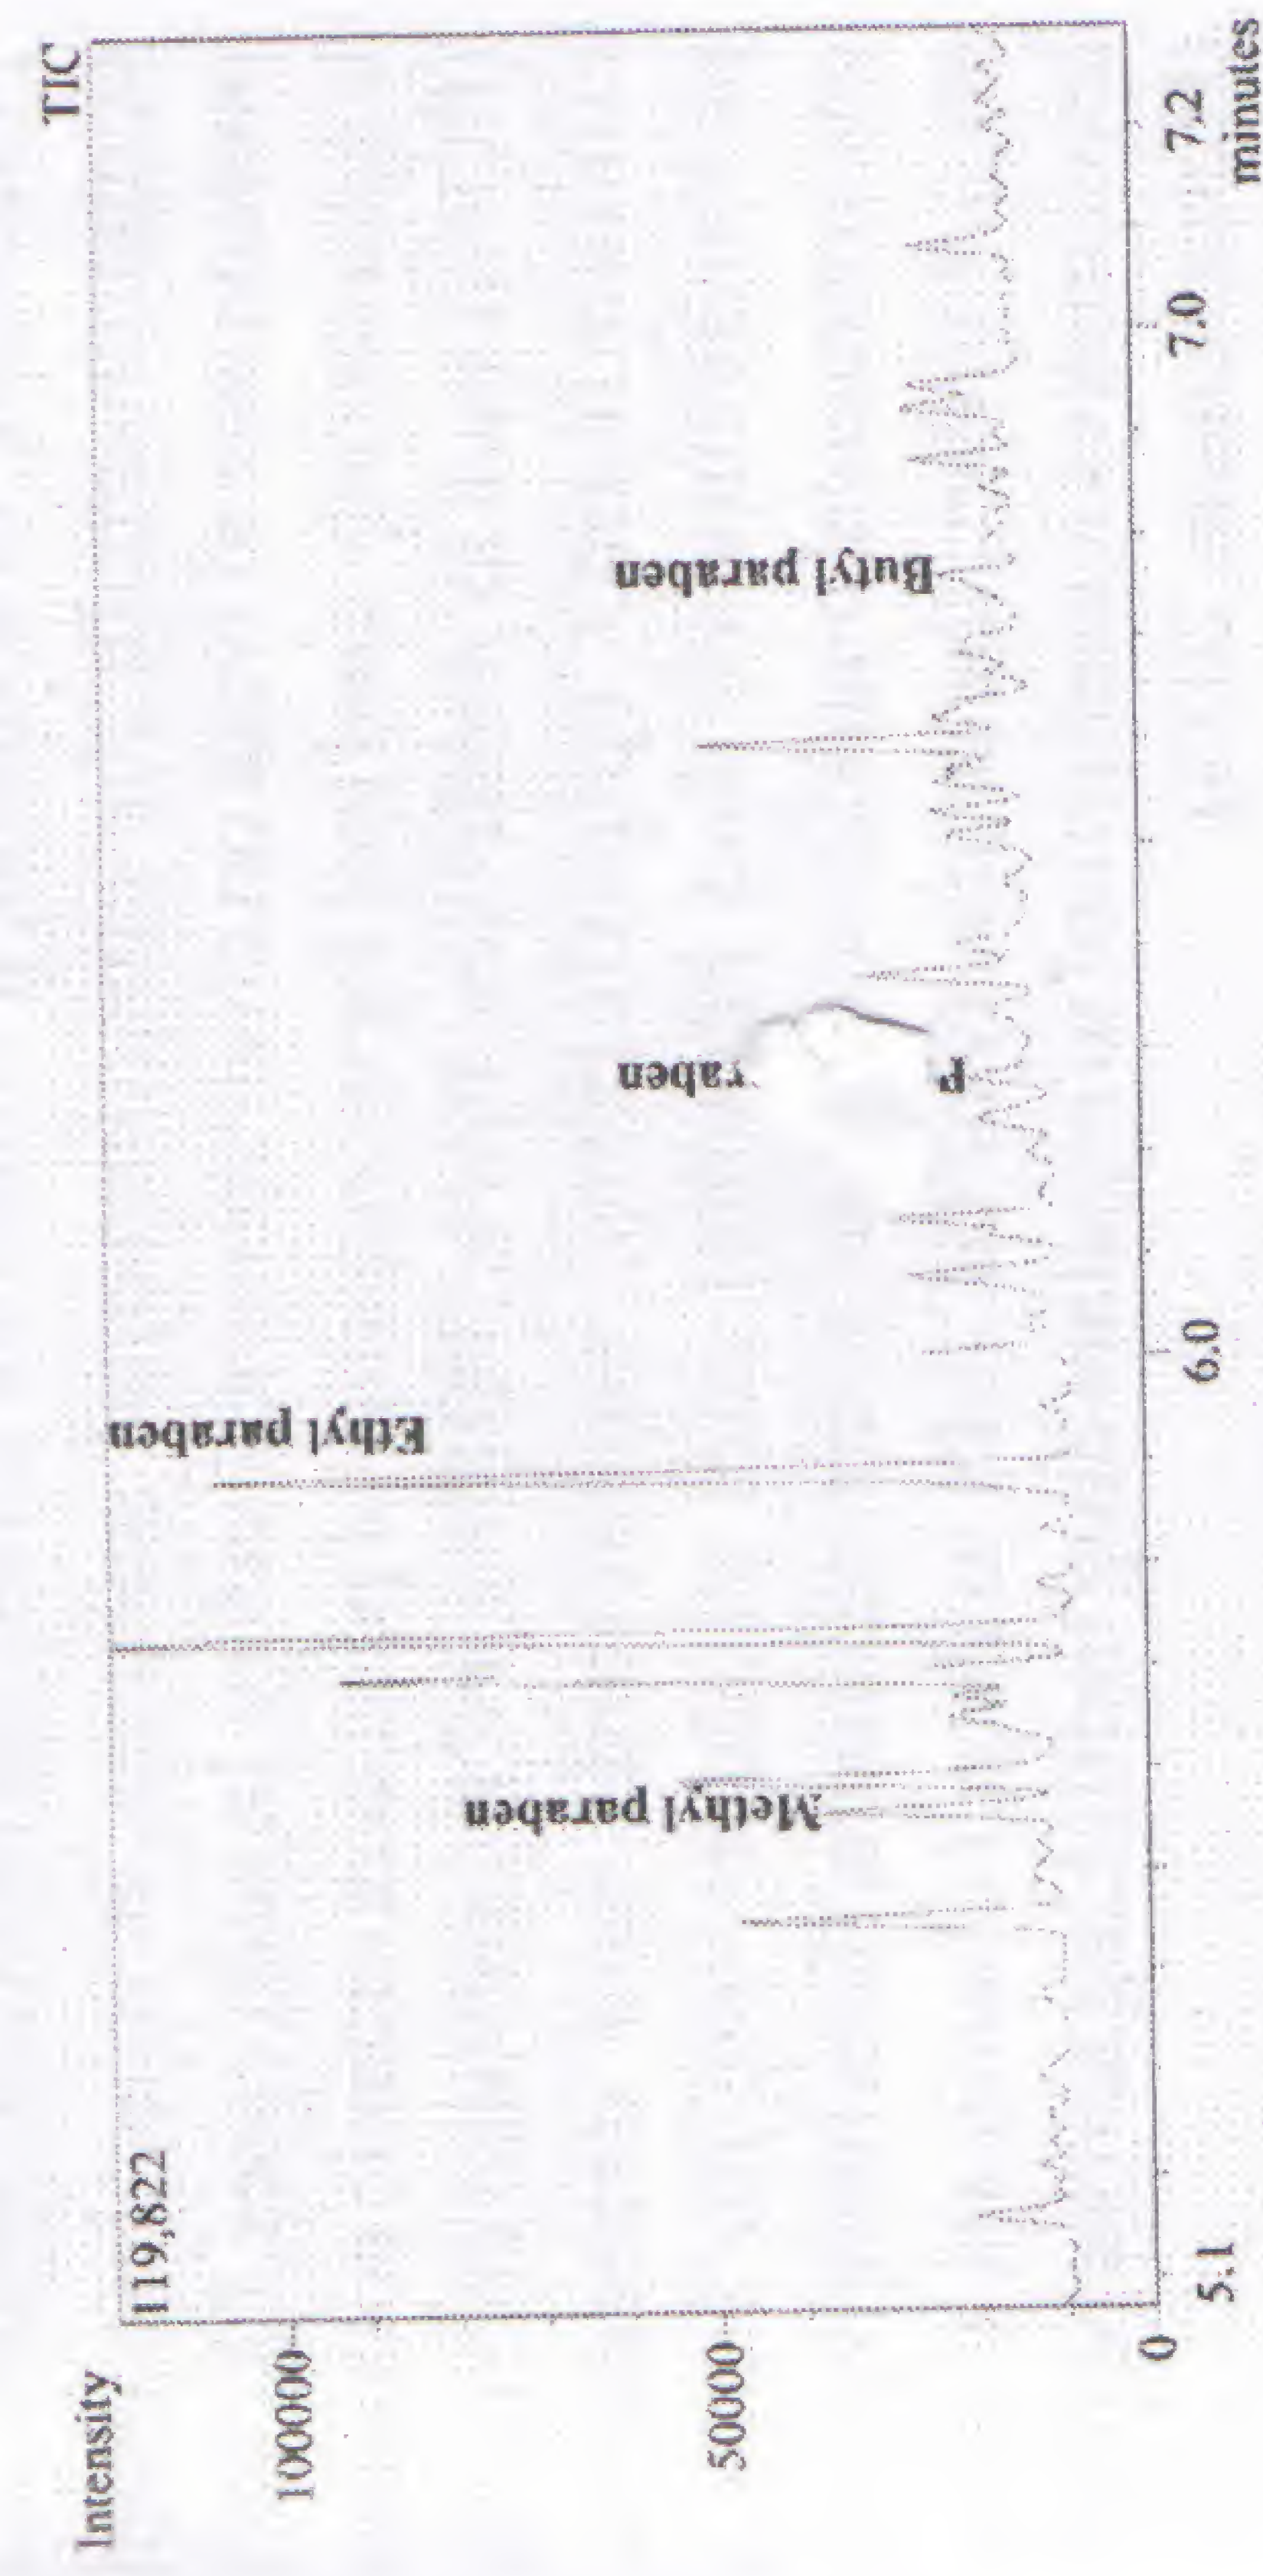 Intensity
TIC
119,822
100000
50000
0
Methyl paraben
Ethyl paraben
P raben
Butyl paraben
5.1
6.0
7.0
7.2
minutes